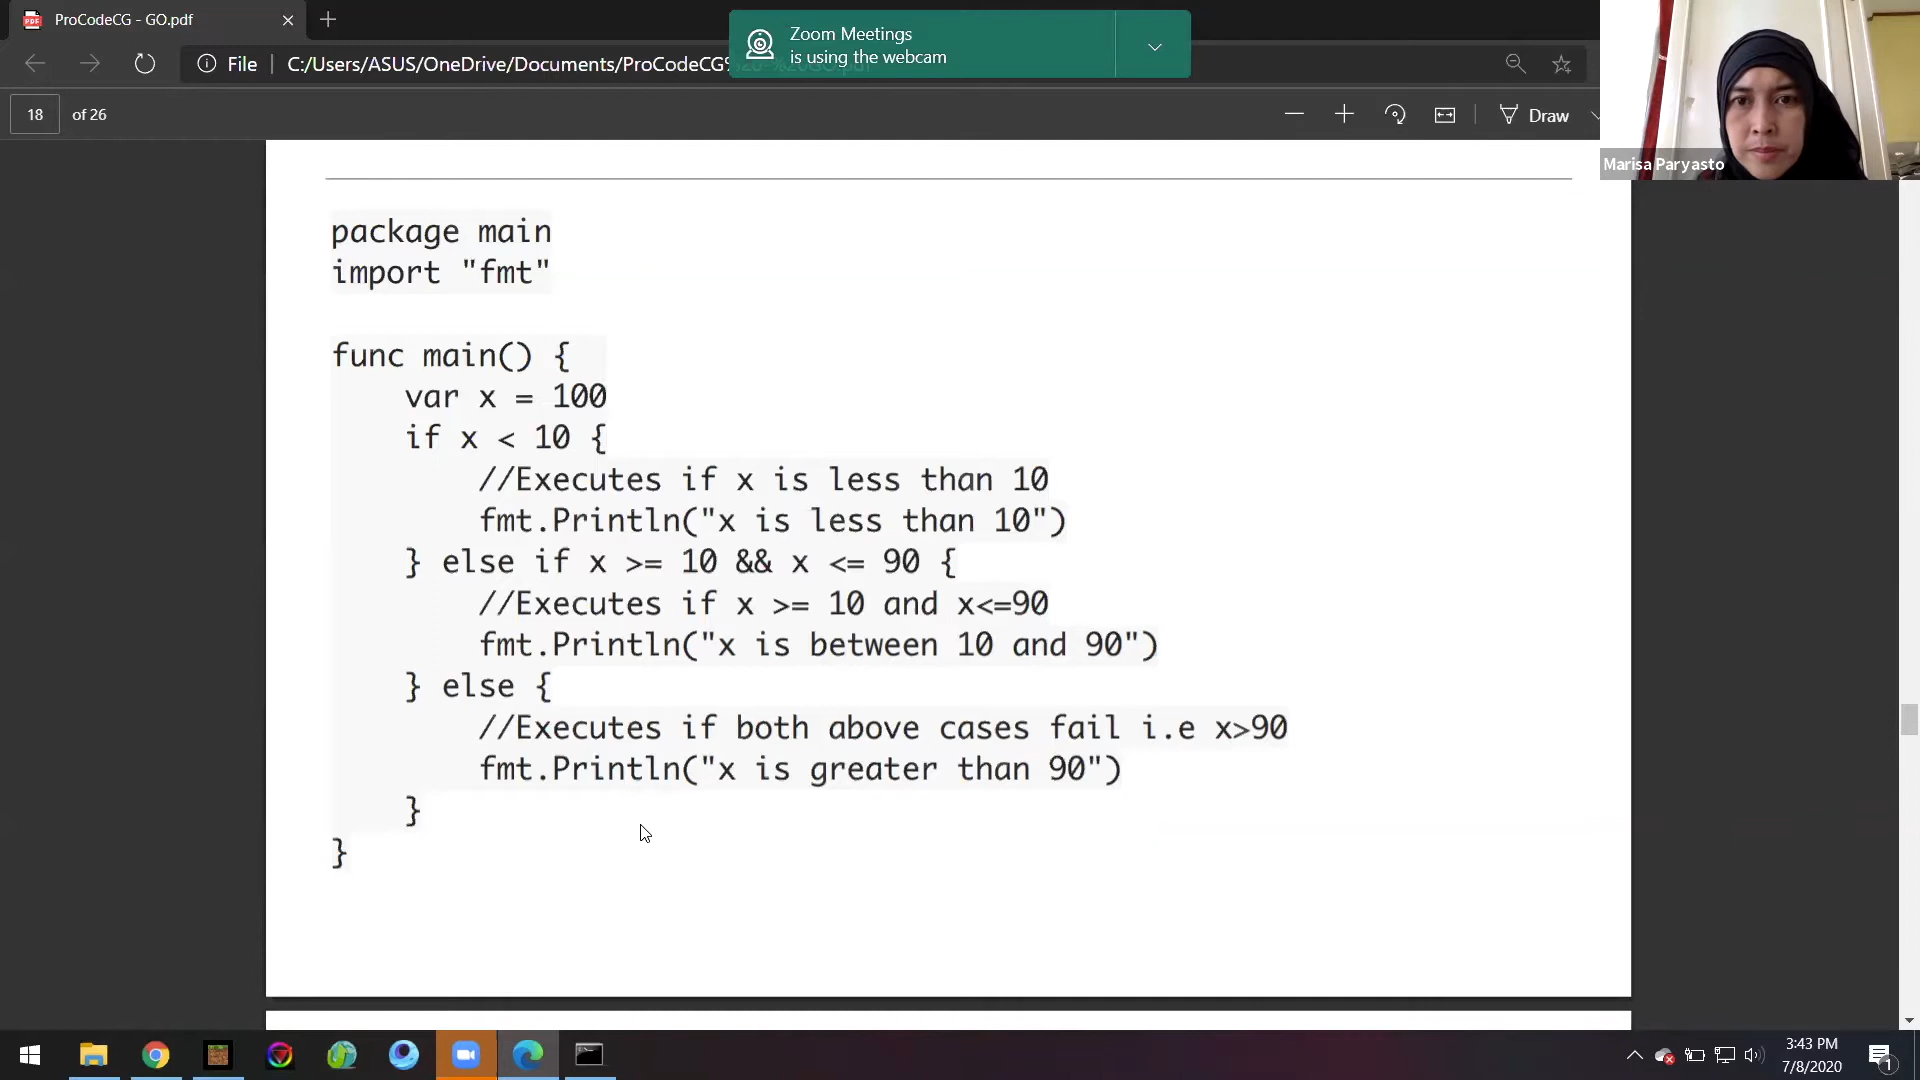 ProCodeCG - GO.pdf
Zoom Meetings
is using the webcam
File
C:/Users/ASUS/OneDrive/Documents/ProCodeCG
18 of 26
Draw
Marisa Paryasto
package main
import "fmt"
func main() {
var x = 100
if x < 10 {
//Executes if x is less than 10
fmt.Println("x is less than 10")
} else if x >= 10 && x <= 90 {
//Executes if x >= 10 and x<=90
fmt.Println("x is between 10 and 90")
} else {
//Executes if both above cases fail i.e x>90
fmt.Println("x is greater than 90")
}
}
3:43 PM
7/8/2020
1